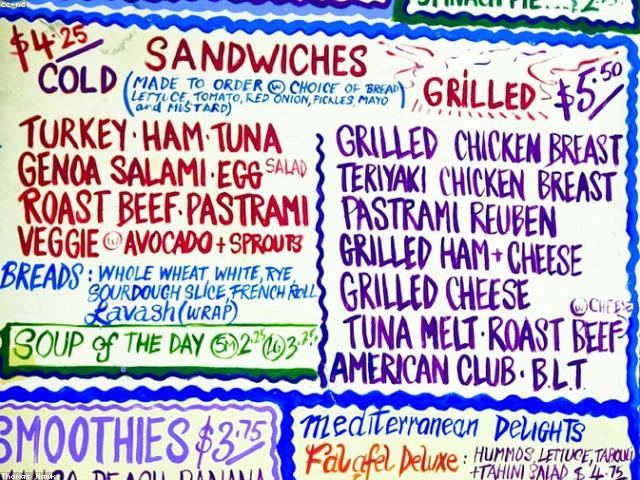 cc-nc
SPINACH PIE... $2.
$4.25/
COLD
SANDWICHES
(MADE TO ORDER (W) CHOICE OF BREAD
LETTUCE, TOMATO, RED ONION, PICKLES, MAYO
and MUSTARD)
TURKEY · HAM · TUNA
GENOA SALAMI · EGG SALAD
ROAST BEEF · PASTRAMI
VEGGIE (W) AVOCADO + SPROUTS
BREADS: WHOLE WHEAT, WHITE, RYE,
SOURDOUGH SLICE, FRENCH ROLL
Lavash (WRAP)
SOUP of THE DAY (SM) 2.25 (LG) 3.25
GRILLED $5.50
GRILLED CHICKEN BREAST
TERIYAKI CHICKEN BREAST
PASTRAMI REUBEN
GRILLED HAM + CHEESE
GRILLED CHEESE
(W) CHEESE
TUNA MELT · ROAST BEEF
AMERICAN CLUB · B.L.T.
SMOOTHIES $3.75
PEACH BANANA
MediTerranean DELIGHTS
Falafel Deluxe: HUMMOS, LETTUCE, TABOULI
+TAHINI SALAD $4.75
Thomas Hawk